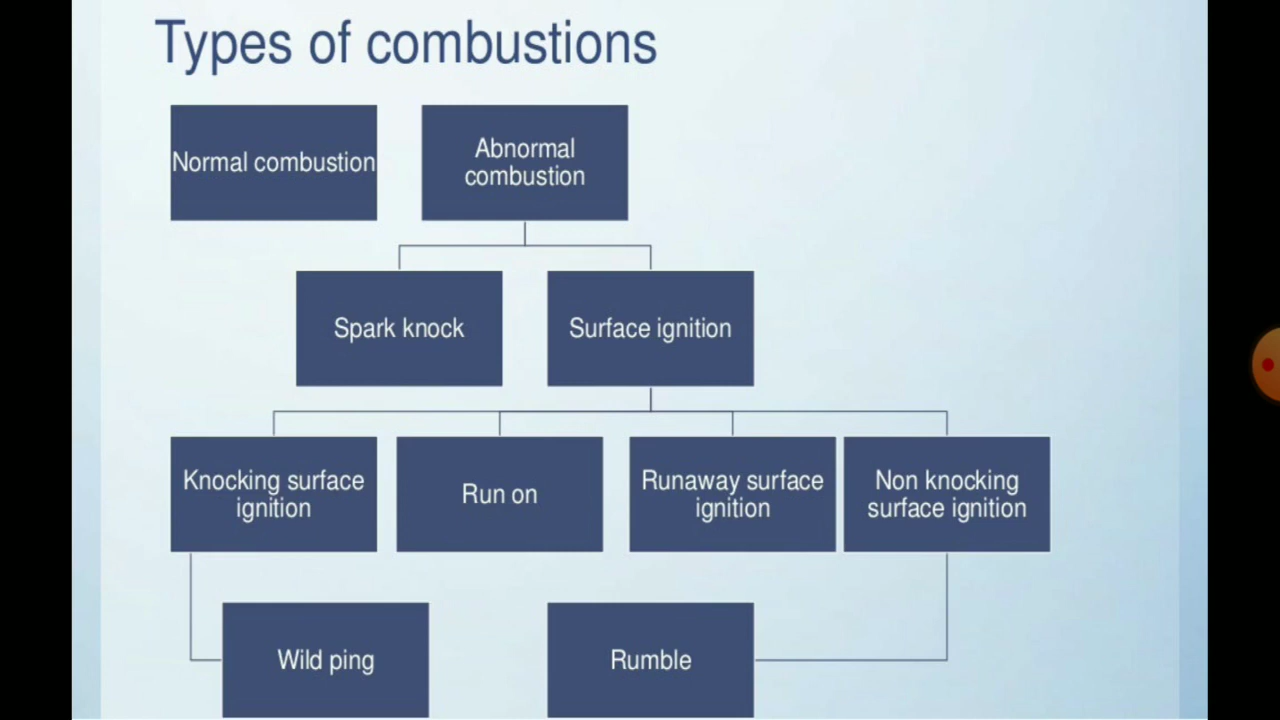 Types of combustions
Normal combustion
Abnormal
combustion
Spark knock
Surface ignition
Knocking surface
ignition
Run on
Runaway surface
ignition
Non knocking
surface ignition
Wild ping
Rumble